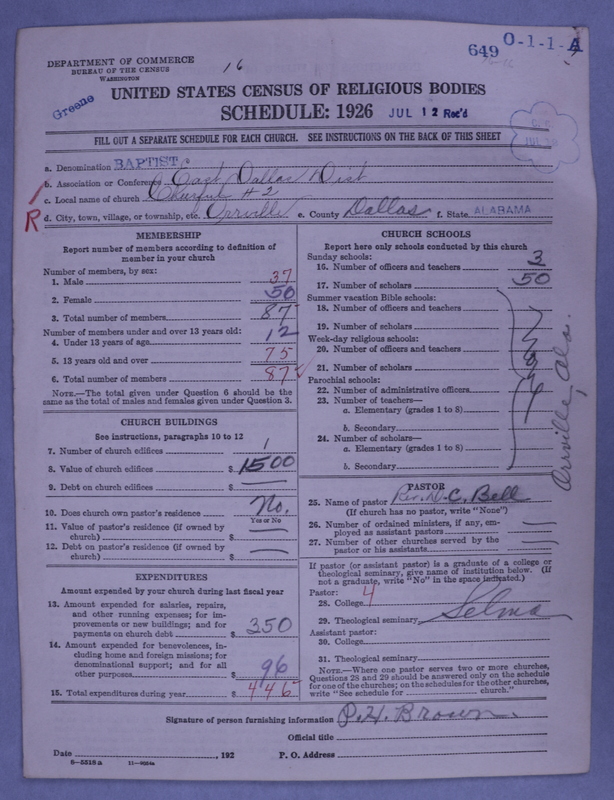 649 O-1-1-A
DEPARTMENT OF COMMERCE
BUREAU OF THE CENSUS
WASHINGTON
16
Greene
UNITED STATES CENSUS OF RELIGIOUS BODIES
SCHEDULE: 1926 JUL 12 Rec'd
FILL OUT A SEPARATE SCHEDULE FOR EACH CHURCH. SEE INSTRUCTIONS ON THE BACK OF THIS SHEET
a. Denomination BAPTIST
b. Association or Conference East Dallas Dist
c. Local name of church #2
R
d. City, town, village, or township, etc. Orrville e. County Dallas f. State ALABAMA
MEMBERSHIP
Report number of members according to definition of
member in your church
Number of members, by sex:
1. Male 37
2. Female 50
3. Total number of members 87
Number of members under and over 13 years old:
4. Under 13 years of age 12
5. 13 years old and over 75
6. Total number of members 87
NOTE.—The total given under Question 6 should be
same as the total of males and females given under Question 3.
CHURCH BUILDINGS
See instructions, paragraphs 10 to 12
7. Number of church edifices 1
8. Value of church edifices $ 1500
9. Debt on church edifices $ —
10. Does church own pastor's residence? No.
Yes or No
11. Value of pastor's residence (if owned by
church) $ —
12. Debt on pastor's residence (if owned by
church) $ —
EXPENDITURES
Amount expended by your church during last fiscal year
13. Amount expended for salaries, repairs,
and other running expenses; for im-
provements or new buildings; and for
payments on church debt $ 350
14. Amount expended for benevolences, in-
cluding home and foreign missions; for
denominational support; and for all
other purposes $ 96
15. Total expenditures during year $ 446
CHURCH SCHOOLS
Report here only schools conducted by this church
Sunday schools:
16. Number of officers and teachers 3
17. Number of scholars 50
Summer vacation Bible schools:
18. Number of officers and teachers
19. Number of scholars
Week-day religious schools:
20. Number of officers and teachers
21. Number of scholars
Parochial schools:
22. Number of administrative officers
23. Number of teachers—
a. Elementary (grades 1 to 8)
b. Secondary
24. Number of scholars—
a. Elementary (grades 1 to 8)
b. Secondary
Orrville, Ala.
PASTOR
25. Name of pastor Rev. D. C. Bell
(If church has no pastor, write "None")
26. Number of ordained ministers, if any, em-
ployed as assistant pastors —
27. Number of other churches served by the
pastor or his assistants —
If pastor (or assistant pastor) is a graduate of a college or
theological seminary, give name of institution below. (If
not a graduate, write "No" in the space indicated.)
Pastor:
28. College 4
29. Theological seminary Selma
Assistant pastor:
30. College
31. Theological seminary
NOTE.—Where one pastor serves two or more churches,
Questions 28 and 29 should be answered only on the schedule
for one of the churches; on the schedules for the other churches,
write "See schedule for church."
Signature of person furnishing information P. H. Brown
Official title
Date , 192 P. O. Address
8—5518a 11—9064a